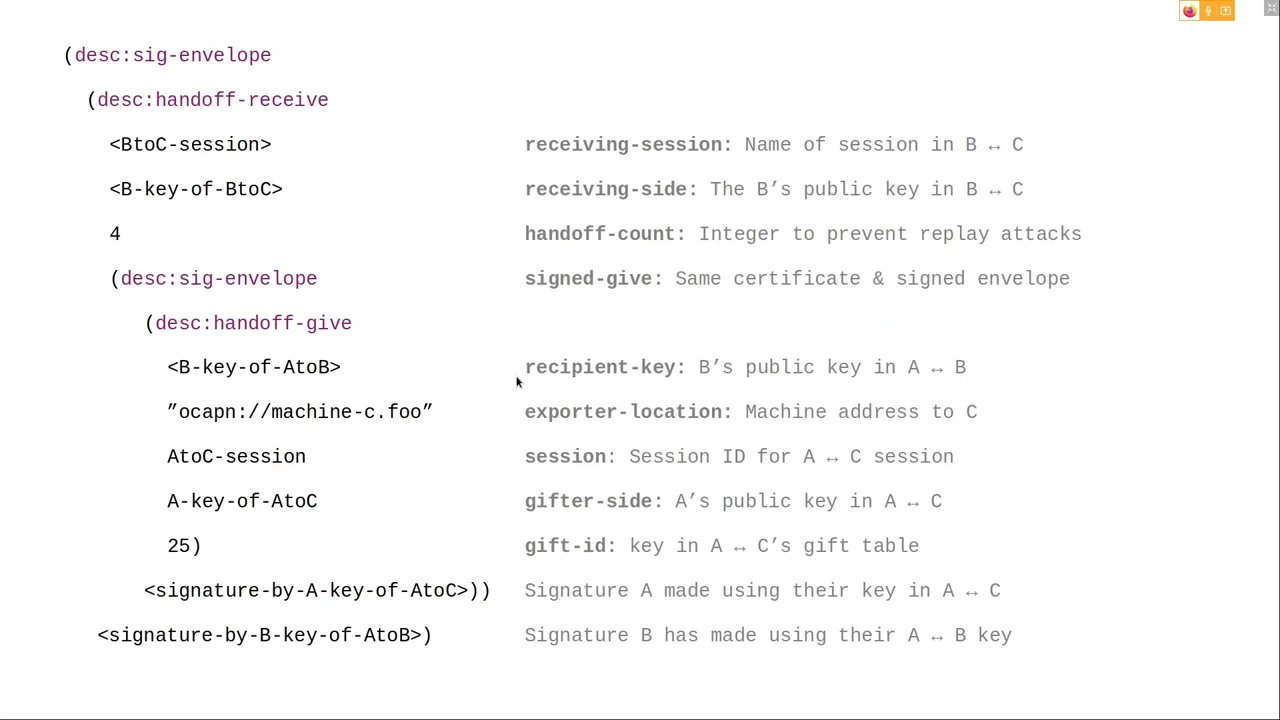 (desc:sig-envelope
(desc:handoff-receive
<BtoC-session> receiving-session: Name of session in B ↔ C
<B-key-of-BtoC> receiving-side: The B’s public key in B ↔ C
4 handoff-count: Integer to prevent replay attacks
(desc:sig-envelope signed-give: Same certificate & signed envelope
(desc:handoff-give
<B-key-of-AtoB> recipient-key: B’s public key in A ↔ B
”ocapn://machine-c.foo” exporter-location: Machine address to C
AtoC-session session: Session ID for A ↔ C session
A-key-of-AtoC gifter-side: A’s public key in A ↔ C
25) gift-id: key in A ↔ C’s gift table
<signature-by-A-key-of-AtoC>)) Signature A made using their key in A ↔ C
<signature-by-B-key-of-AtoB>) Signature B has made using their A ↔ B key